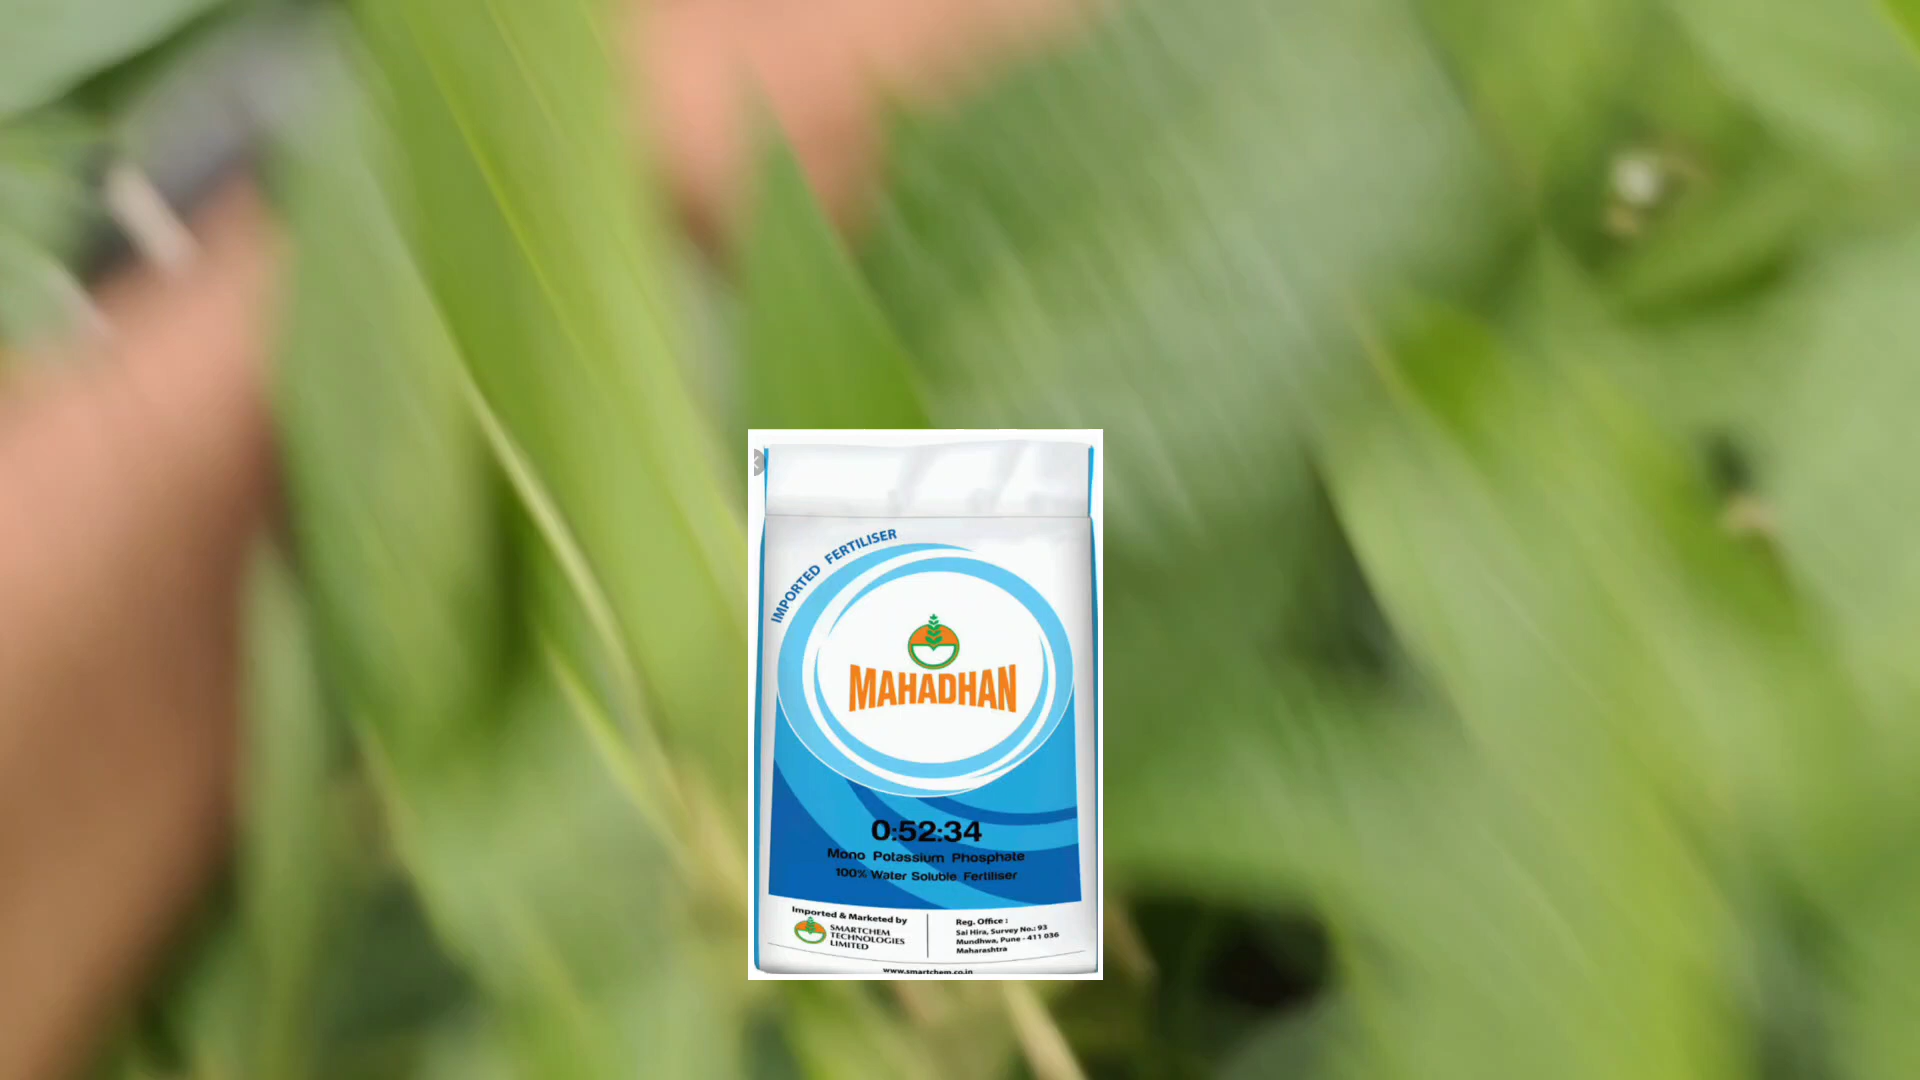 IMPORTED FERTILISER
MAHADHAN
0:52:34
Mono Potassium Phosphate
100% Water Soluble Fertiliser
Imported & Marketed by
SMARTCHEM
TECHNOLOGIES
LIMITED
Reg. Office :
Sai Hira, Survey No.: 93
Mundhwa, Pune - 411 036
Maharashtra
www.smartchem.co.in